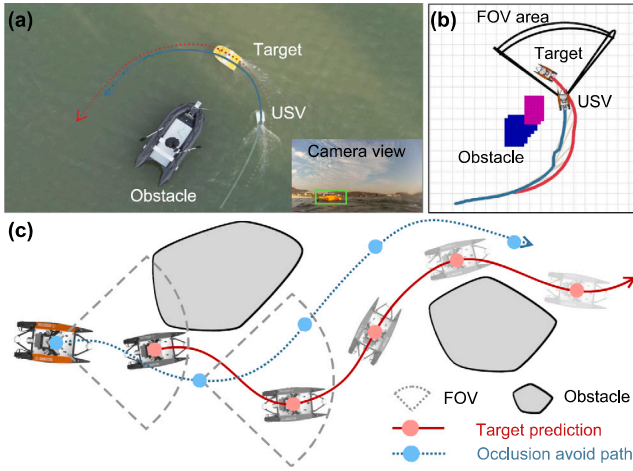 (a)
Target
USV
Obstacle
Camera view
(b)
FOV area
Target
USV
Obstacle
(c)
FOV
Obstacle
Target prediction
Occlusion avoid path